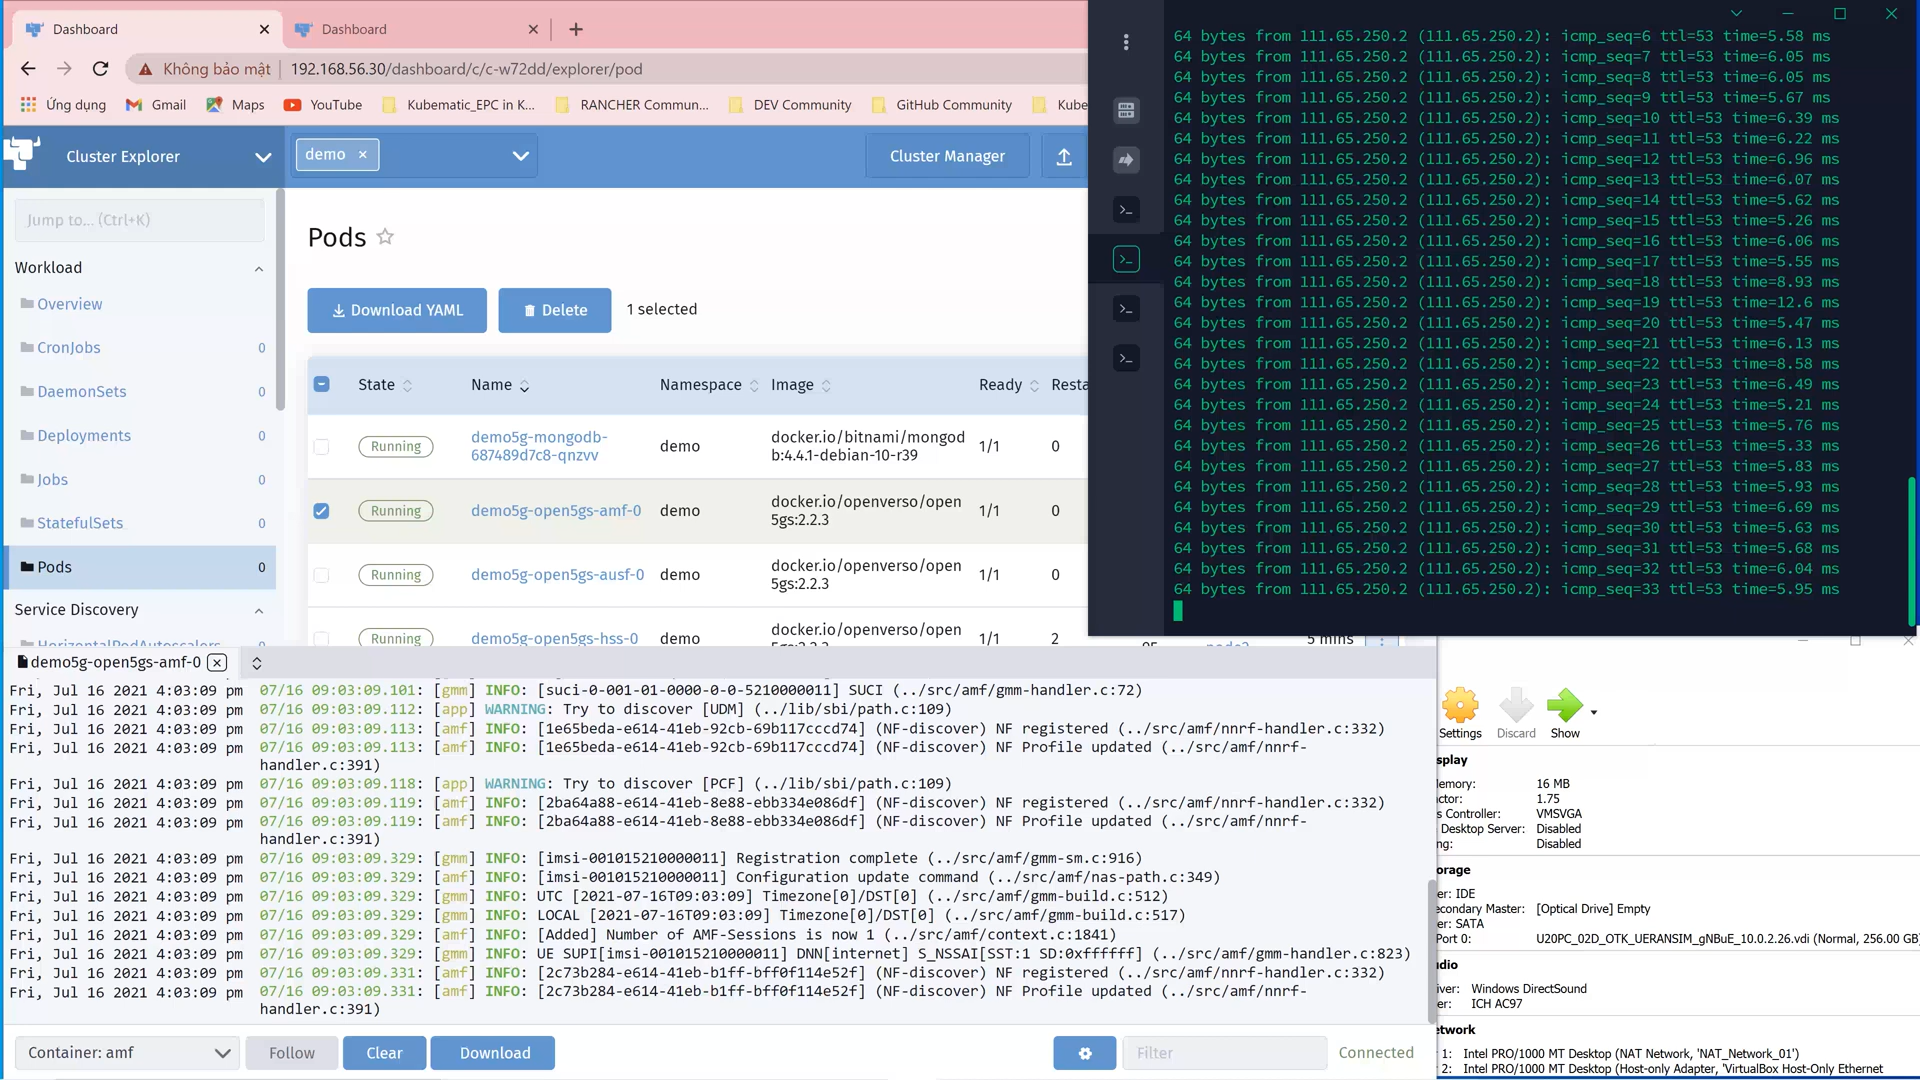 Dashboard
Dashboard
Không bảo mật
192.168.56.30/dashboard/c/c-w72dd/explorer/pod
Ứng dụng
Gmail
Maps
YouTube
Kubematic_EPC in K...
RANCHER Commun...
DEV Community
GitHub Community
Kube
Cluster Explorer
demo
Cluster Manager
Jump to... (Ctrl+K)
Workload
Overview
CronJobs 0
DaemonSets 0
Deployments 0
Jobs 0
StatefulSets 0
Pods 0
Service Discovery
HorizontalPodAutoscalers 0
Pods
Download YAML
Delete
1 selected
State Name Namespace Image Ready Resta
Running demo5g-mongodb-687489d7c8-qnzvv demo docker.io/bitnami/mongodb:4.4.1-debian-10-r39 1/1 0
Running demo5g-open5gs-amf-0 demo docker.io/openverso/open5gs:2.2.3 1/1 0
Running demo5g-open5gs-ausf-0 demo docker.io/openverso/open5gs:2.2.3 1/1 0
Running demo5g-open5gs-hss-0 demo docker.io/openverso/open5gs:2.2.3 1/1 2 5 mins
64 bytes from 111.65.250.2 (111.65.250.2): icmp_seq=6 ttl=53 time=5.58 ms
64 bytes from 111.65.250.2 (111.65.250.2): icmp_seq=7 ttl=53 time=6.05 ms
64 bytes from 111.65.250.2 (111.65.250.2): icmp_seq=8 ttl=53 time=6.05 ms
64 bytes from 111.65.250.2 (111.65.250.2): icmp_seq=9 ttl=53 time=5.67 ms
64 bytes from 111.65.250.2 (111.65.250.2): icmp_seq=10 ttl=53 time=6.39 ms
64 bytes from 111.65.250.2 (111.65.250.2): icmp_seq=11 ttl=53 time=6.22 ms
64 bytes from 111.65.250.2 (111.65.250.2): icmp_seq=12 ttl=53 time=6.96 ms
64 bytes from 111.65.250.2 (111.65.250.2): icmp_seq=13 ttl=53 time=6.07 ms
64 bytes from 111.65.250.2 (111.65.250.2): icmp_seq=14 ttl=53 time=5.62 ms
64 bytes from 111.65.250.2 (111.65.250.2): icmp_seq=15 ttl=53 time=5.26 ms
64 bytes from 111.65.250.2 (111.65.250.2): icmp_seq=16 ttl=53 time=6.06 ms
64 bytes from 111.65.250.2 (111.65.250.2): icmp_seq=17 ttl=53 time=5.55 ms
64 bytes from 111.65.250.2 (111.65.250.2): icmp_seq=18 ttl=53 time=8.93 ms
64 bytes from 111.65.250.2 (111.65.250.2): icmp_seq=19 ttl=53 time=12.6 ms
64 bytes from 111.65.250.2 (111.65.250.2): icmp_seq=20 ttl=53 time=5.47 ms
64 bytes from 111.65.250.2 (111.65.250.2): icmp_seq=21 ttl=53 time=6.13 ms
64 bytes from 111.65.250.2 (111.65.250.2): icmp_seq=22 ttl=53 time=8.58 ms
64 bytes from 111.65.250.2 (111.65.250.2): icmp_seq=23 ttl=53 time=6.49 ms
64 bytes from 111.65.250.2 (111.65.250.2): icmp_seq=24 ttl=53 time=5.21 ms
64 bytes from 111.65.250.2 (111.65.250.2): icmp_seq=25 ttl=53 time=5.76 ms
64 bytes from 111.65.250.2 (111.65.250.2): icmp_seq=26 ttl=53 time=5.33 ms
64 bytes from 111.65.250.2 (111.65.250.2): icmp_seq=27 ttl=53 time=5.83 ms
64 bytes from 111.65.250.2 (111.65.250.2): icmp_seq=28 ttl=53 time=5.93 ms
64 bytes from 111.65.250.2 (111.65.250.2): icmp_seq=29 ttl=53 time=6.69 ms
64 bytes from 111.65.250.2 (111.65.250.2): icmp_seq=30 ttl=53 time=5.63 ms
64 bytes from 111.65.250.2 (111.65.250.2): icmp_seq=31 ttl=53 time=5.68 ms
64 bytes from 111.65.250.2 (111.65.250.2): icmp_seq=32 ttl=53 time=6.04 ms
64 bytes from 111.65.250.2 (111.65.250.2): icmp_seq=33 ttl=53 time=5.95 ms
demo5g-open5gs-amf-0
Fri, Jul 16 2021 4:03:09 pm 07/16 09:03:09.101: [gmm] INFO: [suci-0-001-01-0000-0-0-5210000011] SUCI (../src/amf/gmm-handler.c:72)
Fri, Jul 16 2021 4:03:09 pm 07/16 09:03:09.112: [app] WARNING: Try to discover [UDM] (../lib/sbi/path.c:109)
Fri, Jul 16 2021 4:03:09 pm 07/16 09:03:09.113: [amf] INFO: [1e65beda-e614-41eb-92cb-69b117cccd74] (NF-discover) NF registered (../src/amf/nnrf-handler.c:332)
Fri, Jul 16 2021 4:03:09 pm 07/16 09:03:09.113: [amf] INFO: [1e65beda-e614-41eb-92cb-69b117cccd74] (NF-discover) NF Profile updated (../src/amf/nnrf-
handler.c:391)
Fri, Jul 16 2021 4:03:09 pm 07/16 09:03:09.118: [app] WARNING: Try to discover [PCF] (../lib/sbi/path.c:109)
Fri, Jul 16 2021 4:03:09 pm 07/16 09:03:09.119: [amf] INFO: [2ba64a88-e614-41eb-8e88-ebb334e086df] (NF-discover) NF registered (../src/amf/nnrf-handler.c:332)
Fri, Jul 16 2021 4:03:09 pm 07/16 09:03:09.119: [amf] INFO: [2ba64a88-e614-41eb-8e88-ebb334e086df] (NF-discover) NF Profile updated (../src/amf/nnrf-
handler.c:391)
Fri, Jul 16 2021 4:03:09 pm 07/16 09:03:09.329: [gmm] INFO: [imsi-001015210000011] Registration complete (../src/amf/gmm-sm.c:916)
Fri, Jul 16 2021 4:03:09 pm 07/16 09:03:09.329: [amf] INFO: [imsi-001015210000011] Configuration update command (../src/amf/nas-path.c:349)
Fri, Jul 16 2021 4:03:09 pm 07/16 09:03:09.329: [gmm] INFO: UTC [2021-07-16T09:03:09] Timezone[0]/DST[0] (../src/amf/gmm-build.c:512)
Fri, Jul 16 2021 4:03:09 pm 07/16 09:03:09.329: [gmm] INFO: LOCAL [2021-07-16T09:03:09] Timezone[0]/DST[0] (../src/amf/gmm-build.c:517)
Fri, Jul 16 2021 4:03:09 pm 07/16 09:03:09.329: [amf] INFO: [Added] Number of AMF-Sessions is now 1 (../src/amf/context.c:1841)
Fri, Jul 16 2021 4:03:09 pm 07/16 09:03:09.329: [gmm] INFO: UE SUPI[imsi-001015210000011] DNN[internet] S_NSSAI[SST:1 SD:0xffffff] (../src/amf/gmm-handler.c:823)
Fri, Jul 16 2021 4:03:09 pm 07/16 09:03:09.331: [amf] INFO: [2c73b284-e614-41eb-b1ff-bff0f114e52f] (NF-discover) NF registered (../src/amf/nnrf-handler.c:332)
Fri, Jul 16 2021 4:03:09 pm 07/16 09:03:09.331: [amf] INFO: [2c73b284-e614-41eb-b1ff-bff0f114e52f] (NF-discover) NF Profile updated (../src/amf/nnrf-
handler.c:391)
Container: amf
Follow
Clear
Download
Filter
Connected
Settings
Discard
Show
splay
lemory: 16 MB
actor: 1.75
s Controller: VMSVGA
Desktop Server: Disabled
ng: Disabled
orage
er: IDE
econdary Master: [Optical Drive] Empty
er: SATA
Port 0: U20PC_02D_OTK_UERANSIM_gNBuE_10.0.2.26.vdi (Normal, 256.00 GB)
udio
iver: Windows DirectSound
er: ICH AC97
etwork
1: Intel PRO/1000 MT Desktop (NAT Network, 'NAT_Network_01')
2: Intel PRO/1000 MT Desktop (Host-only Adapter, 'VirtualBox Host-Only Ethernet